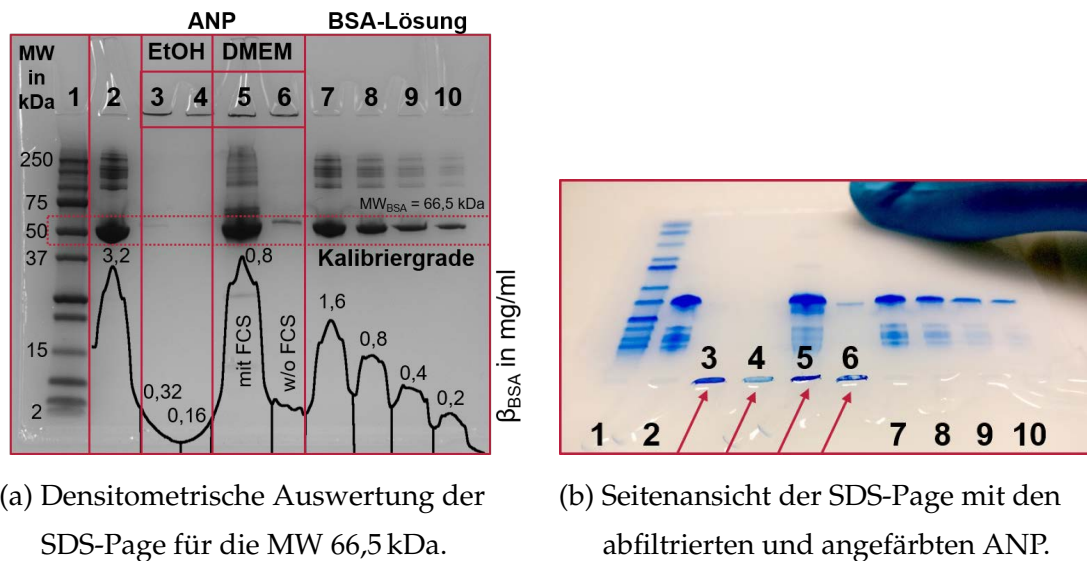 ANP BSA-Lösung
MW in kDa
EtOH DMEM
1 2 3 4 5 6 7 8 9 10
250
75
MW_BSA = 66,5 kDa
50
37
3,2 0,8 Kalibriergrade
1,6
0,8
mit FCS
w/o FCS
15
0,32
0,4
0,16
0,2
2
β_BSA in mg/ml
3 4 5 6
1 2 7 8 9 10
(a) Densitometrische Auswertung der
SDS-Page für die MW 66,5 kDa.
(b) Seitenansicht der SDS-Page mit den
abfiltrierten und angefärbten ANP.